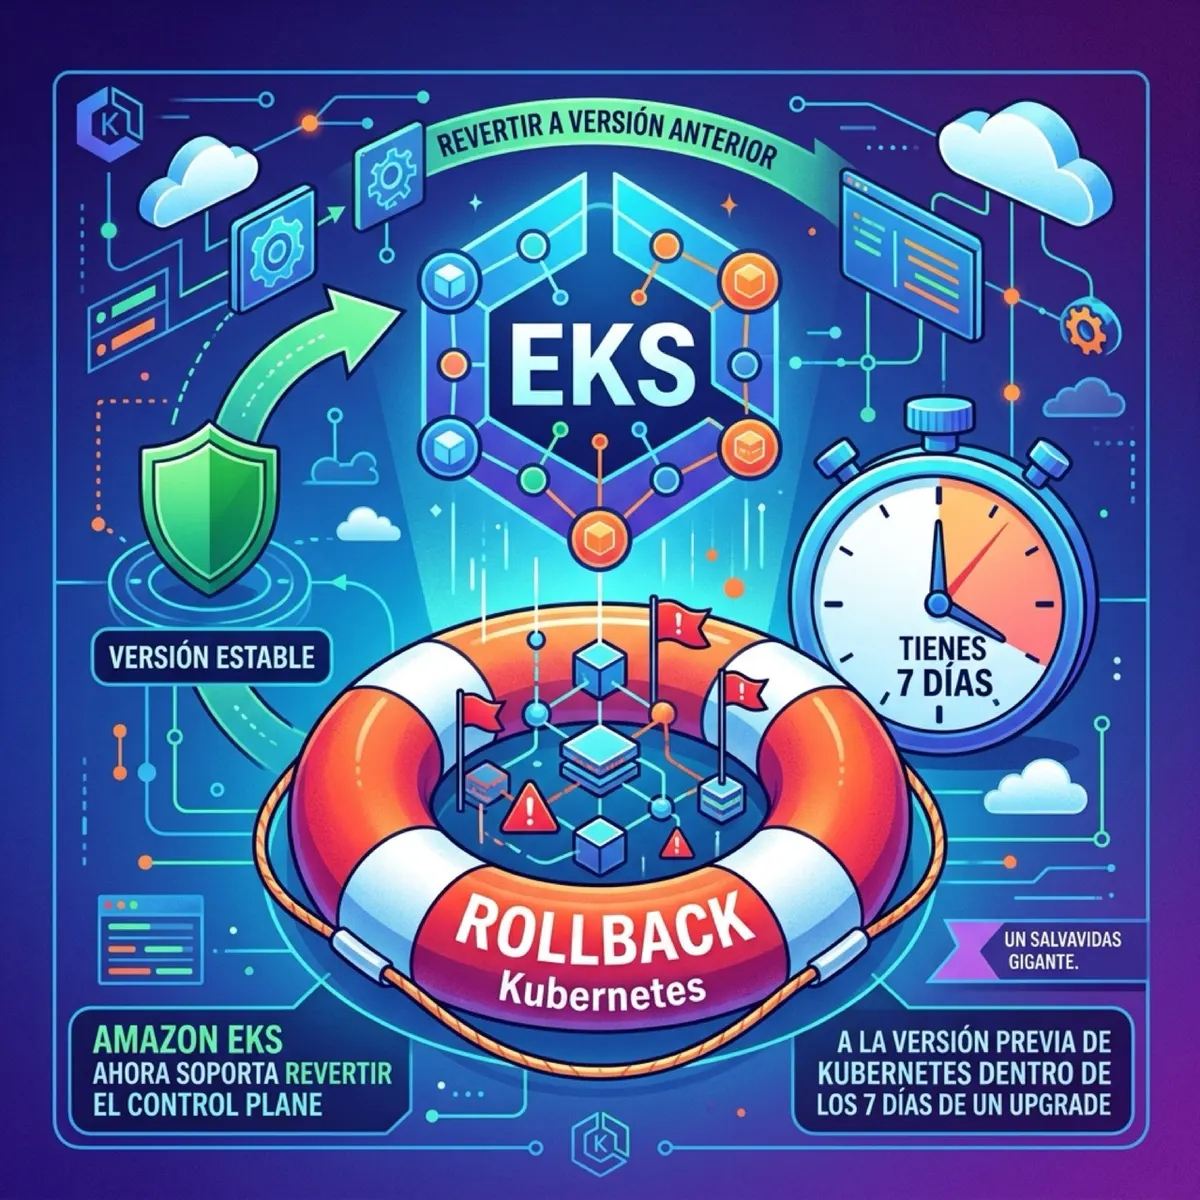 K
REVERTIR A VERSIÓN ANTERIOR
EKS
VERSIÓN ESTABLE
TIENES
7 DÍAS
ROLLBACK
Kubernetes
UN SALVAVIDAS
GIGANTE.
AMAZON EKS
AHORA SOPORTA REVERTIR
EL CONTROL PLANE
A LA VERSIÓN PREVIA DE
KUBERNETES DENTRO DE
LOS 7 DÍAS DE UN UPGRADE
K